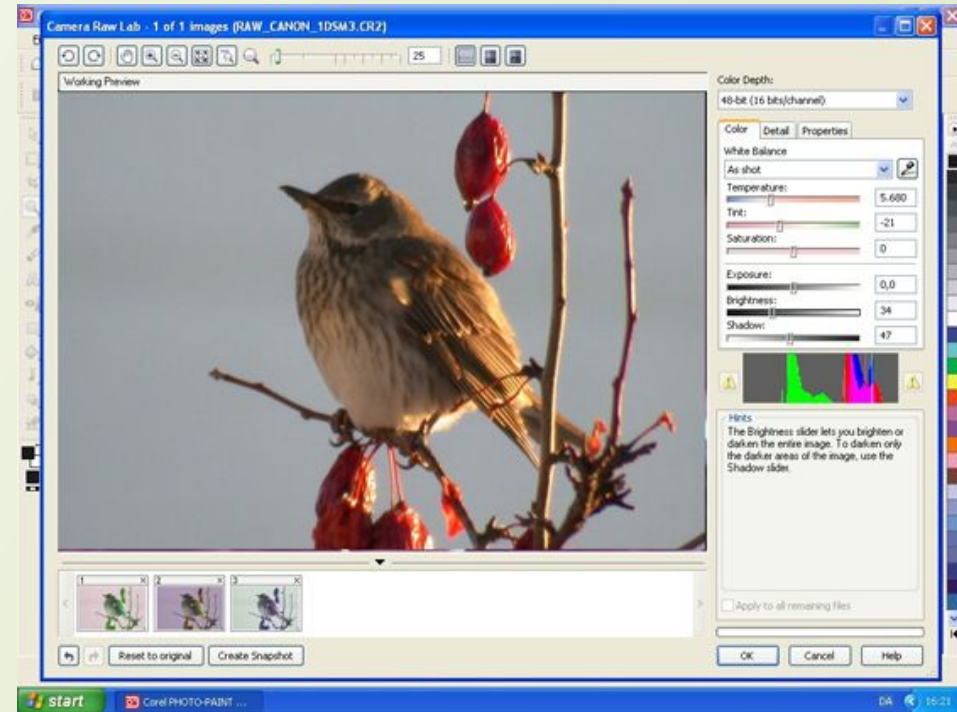 Camera Raw Lab - 1 of 1 images (RAW_CANON_1DSM3.CR2)
25
Working Preview
Color Depth:
48-bit (16 bits/channel)
Color Detail Properties
White Balance
As shot
Temperature:
5.680
Tint:
-21
Saturation:
0
Exposure:
0,0
Brightness:
34
Shadow:
47
Hints
The Brightness slider lets you brighten or
darken the entire image. To darken only
the darker areas of the image, use the
Shadow slider.
1 2 3
Apply to all remaining files
Reset to original Create Snapshot OK Cancel Help
start Corel PHOTO-PAINT ... DA 16:21